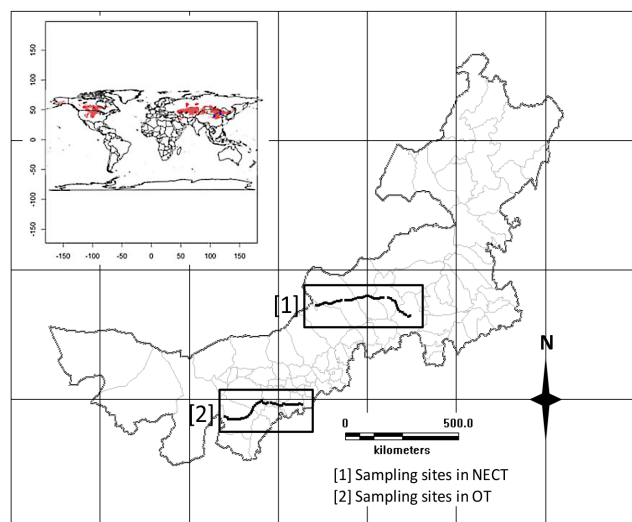 150
100
50
0
-50
-100
-150
-150 -100 -50 0 50 100 150
[1]
[2]
N
0 500.0
kilometers
[1] Sampling sites in NECT
[2] Sampling sites in OT